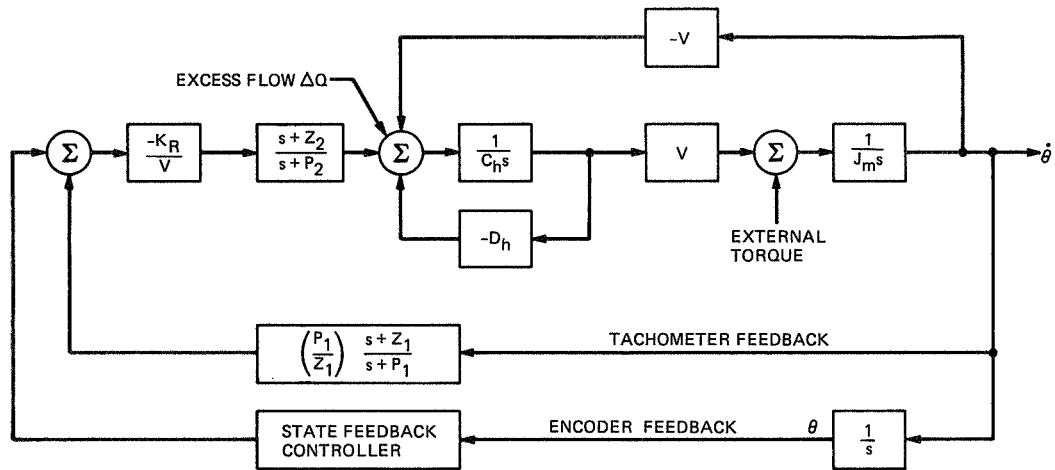 -V
EXCESS FLOW ΔQ
Σ
-K_R
V
s + Z_2
s + P_2
Σ
1
C_h s
V
Σ
1
J_m s
θ̇
-D_h
EXTERNAL
TORQUE
(P_1/Z_1) s + Z_1
s + P_1
TACHOMETER FEEDBACK
STATE FEEDBACK
CONTROLLER
ENCODER FEEDBACK θ
1
s